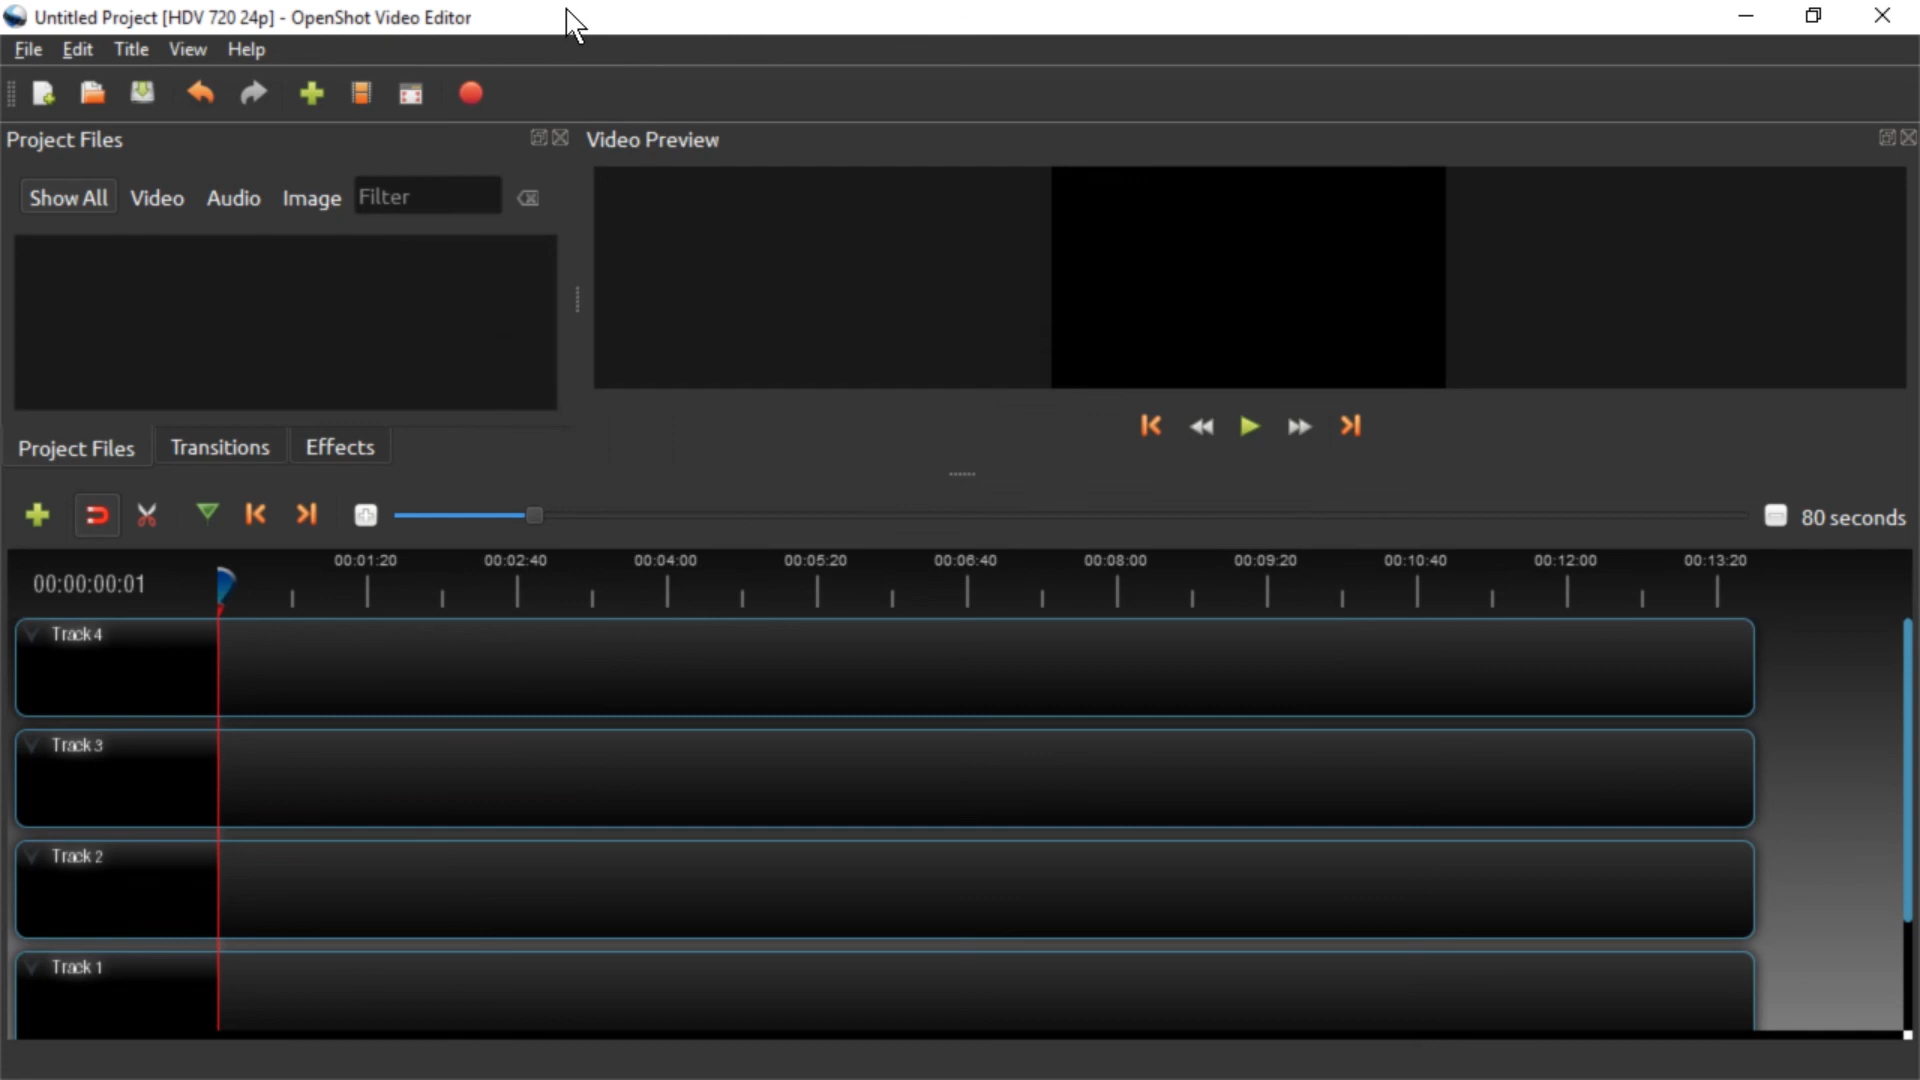 Untitled Project [HDV 720 24p] - OpenShot Video Editor
File Edit Title View Help
Project Files
Video Preview
Show All Video Audio Image Filter
Project Files Transitions Effects
80 seconds
00:00:00:01
00:01:20 00:02:40 00:04:00 00:05:20 00:06:40 00:08:00 00:09:20 00:10:40 00:12:00 00:13:20
Track 4
Track 3
Track 2
Track 1